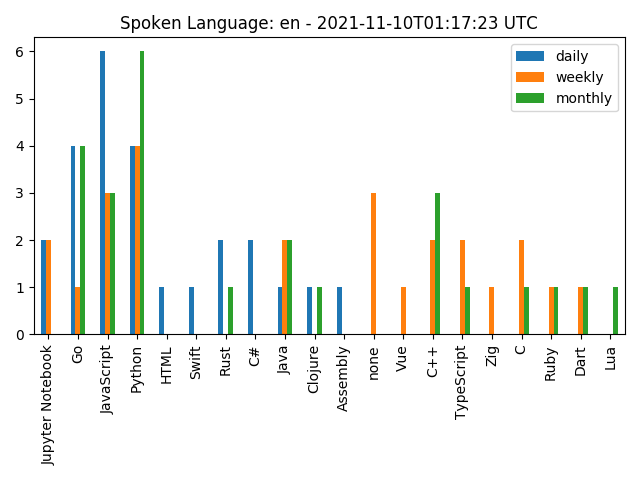 Spoken Language: en - 2021-11-10T01:17:23 UTC
daily
weekly
monthly
6
5
4
3
2
1
0
Jupyter Notebook
Go
JavaScript
Python
HTML
Swift
Rust
C#
Java
Clojure
Assembly
none
Vue
C++
TypeScript
Zig
C
Ruby
Dart
Lua